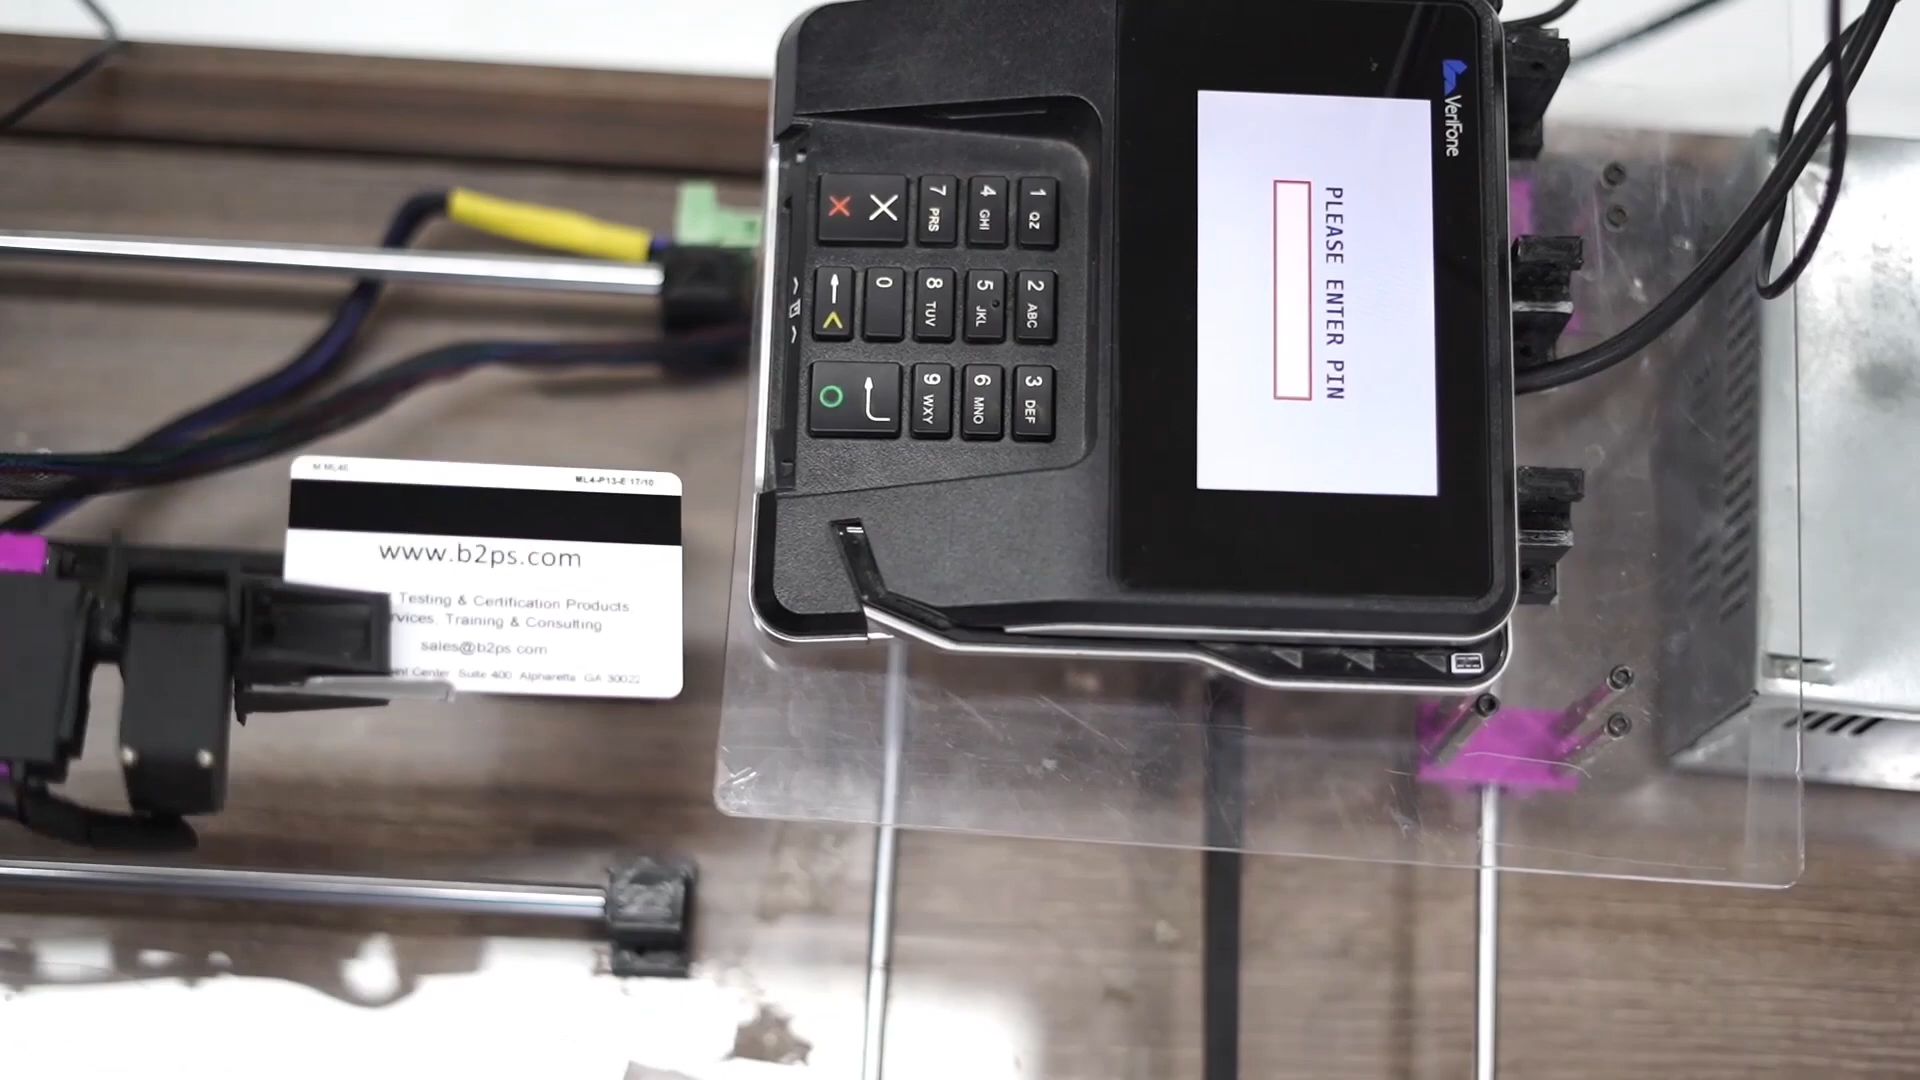 VeriFone
PLEASE ENTER PIN
1 QZ
2 ABC
3 DEF
4 GHI
5 JKL
6 MNO
7 PRS
8 TUV
9 WXY
0
ML4-P13-E 17/10
www.b2ps.com
Testing & Certification Products
rvices, Training & Consulting
sales@b2ps.com
Center, Suite 400 Alpharetta GA 30022